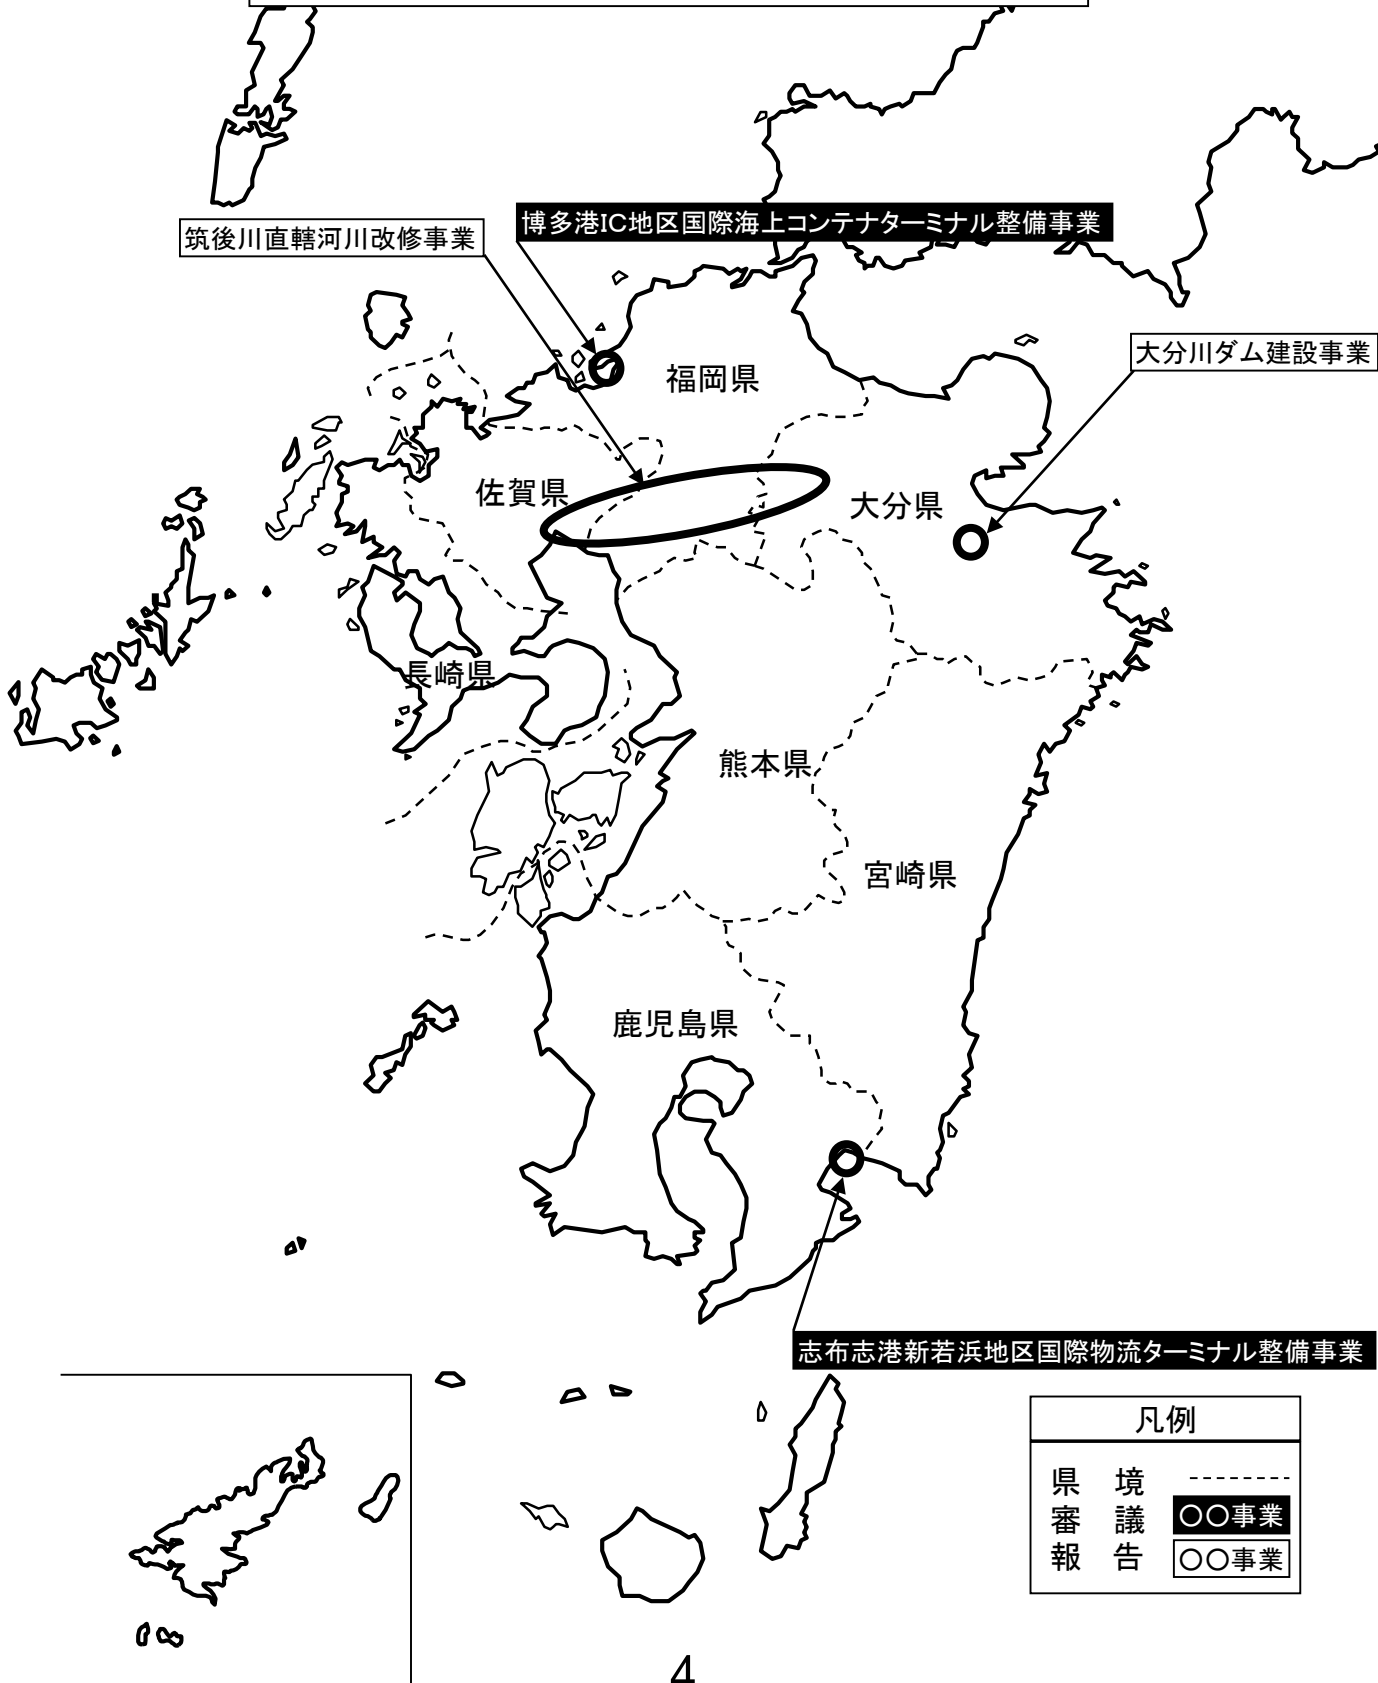 博多港IC地区国際海上コンテナターミナル整備事業
筑後川直轄河川改修事業
大分川ダム建設事業
福岡県
佐賀県
大分県
長崎県
熊本県
宮崎県
鹿児島県
志布志港新若浜地区国際物流ターミナル整備事業
凡例
県 境
審 議 〇〇事業
報 告 〇〇事業
4